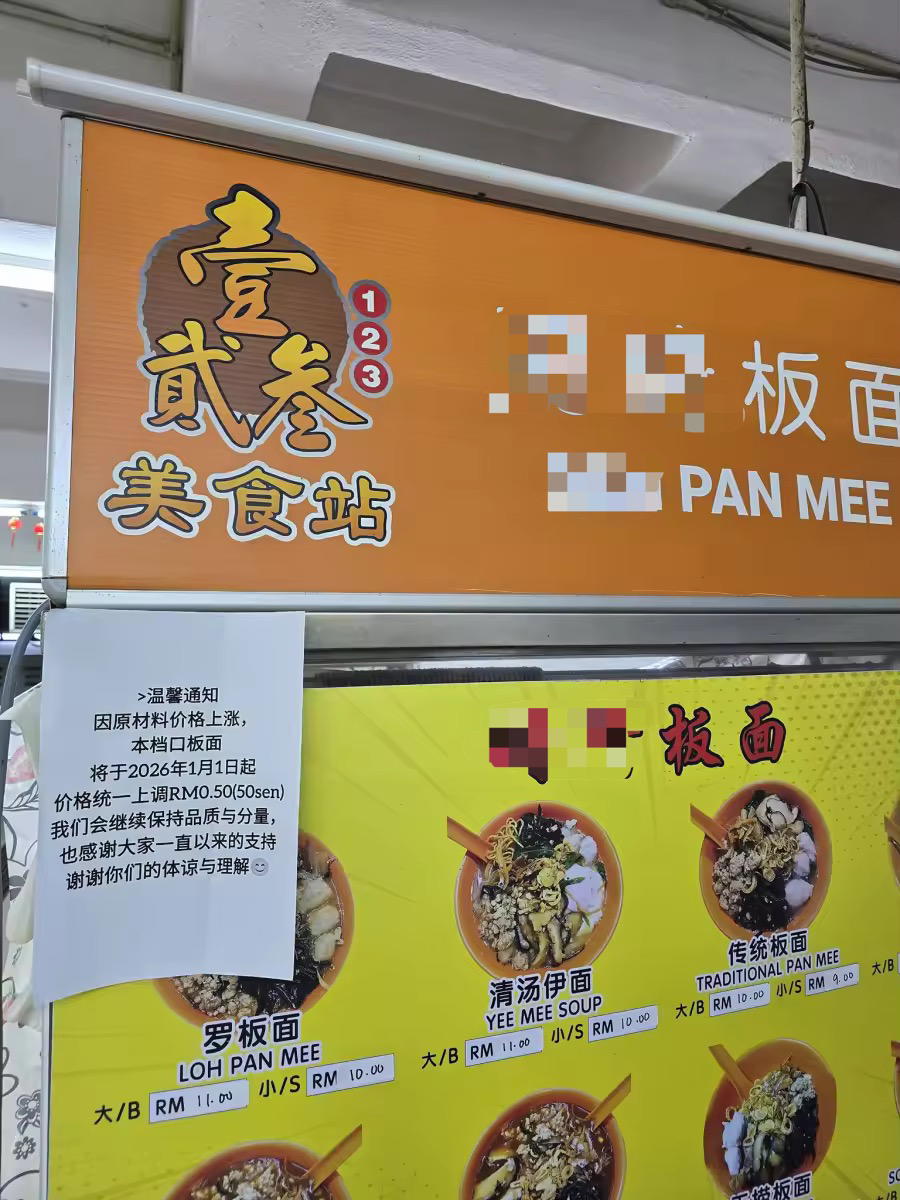 壹
贰叁
1
2
3
美食站
板面
PAN MEE
>温馨通知
因原材料价格上涨，
本档口板面
将于2026年1月1日起
价格统一上调RM0.50(50sen)
我们会继续保持品质与分量，
也感谢大家一直以来的支持
谢谢你们的体谅与理解😊
板面
罗板面
LOH PAN MEE
大/B RM 11.00 小/S RM 10.00
清汤伊面
YEE MEE SOUP
大/B RM 11.00 小/S RM 10.00
传统板面
TRADITIONAL PAN MEE
大/B RM 10.00 小/S RM 9.00
大/B
板面